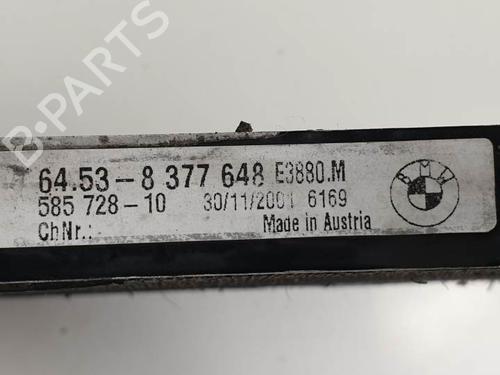 B-PARTS
64.53-8 377 648 E3880.M
585 728-10 30/11/2001 6169
ChNr.:
Made in Austria
BMW